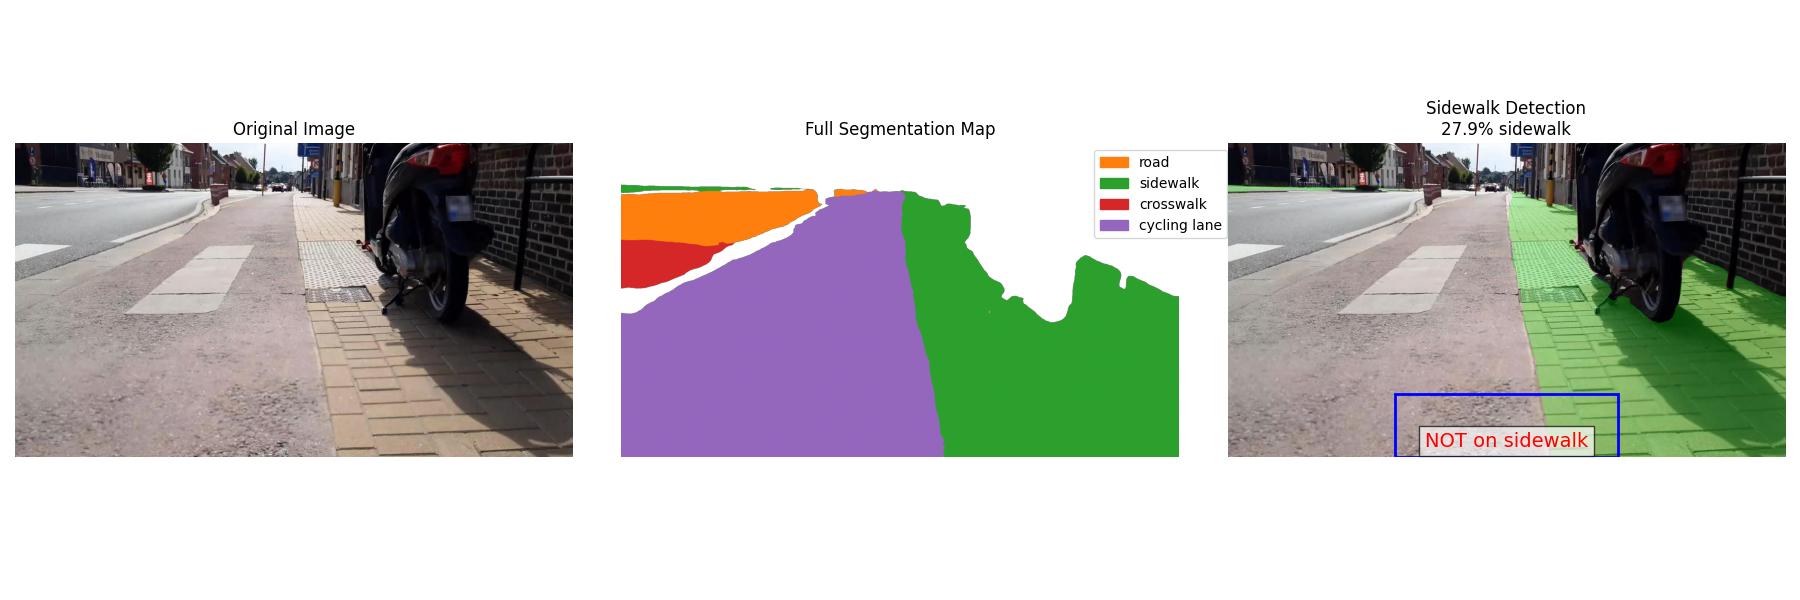 Original Image
Full Segmentation Map
Sidewalk Detection
27.9% sidewalk
road
sidewalk
crosswalk
cycling lane
NOT on sidewalk